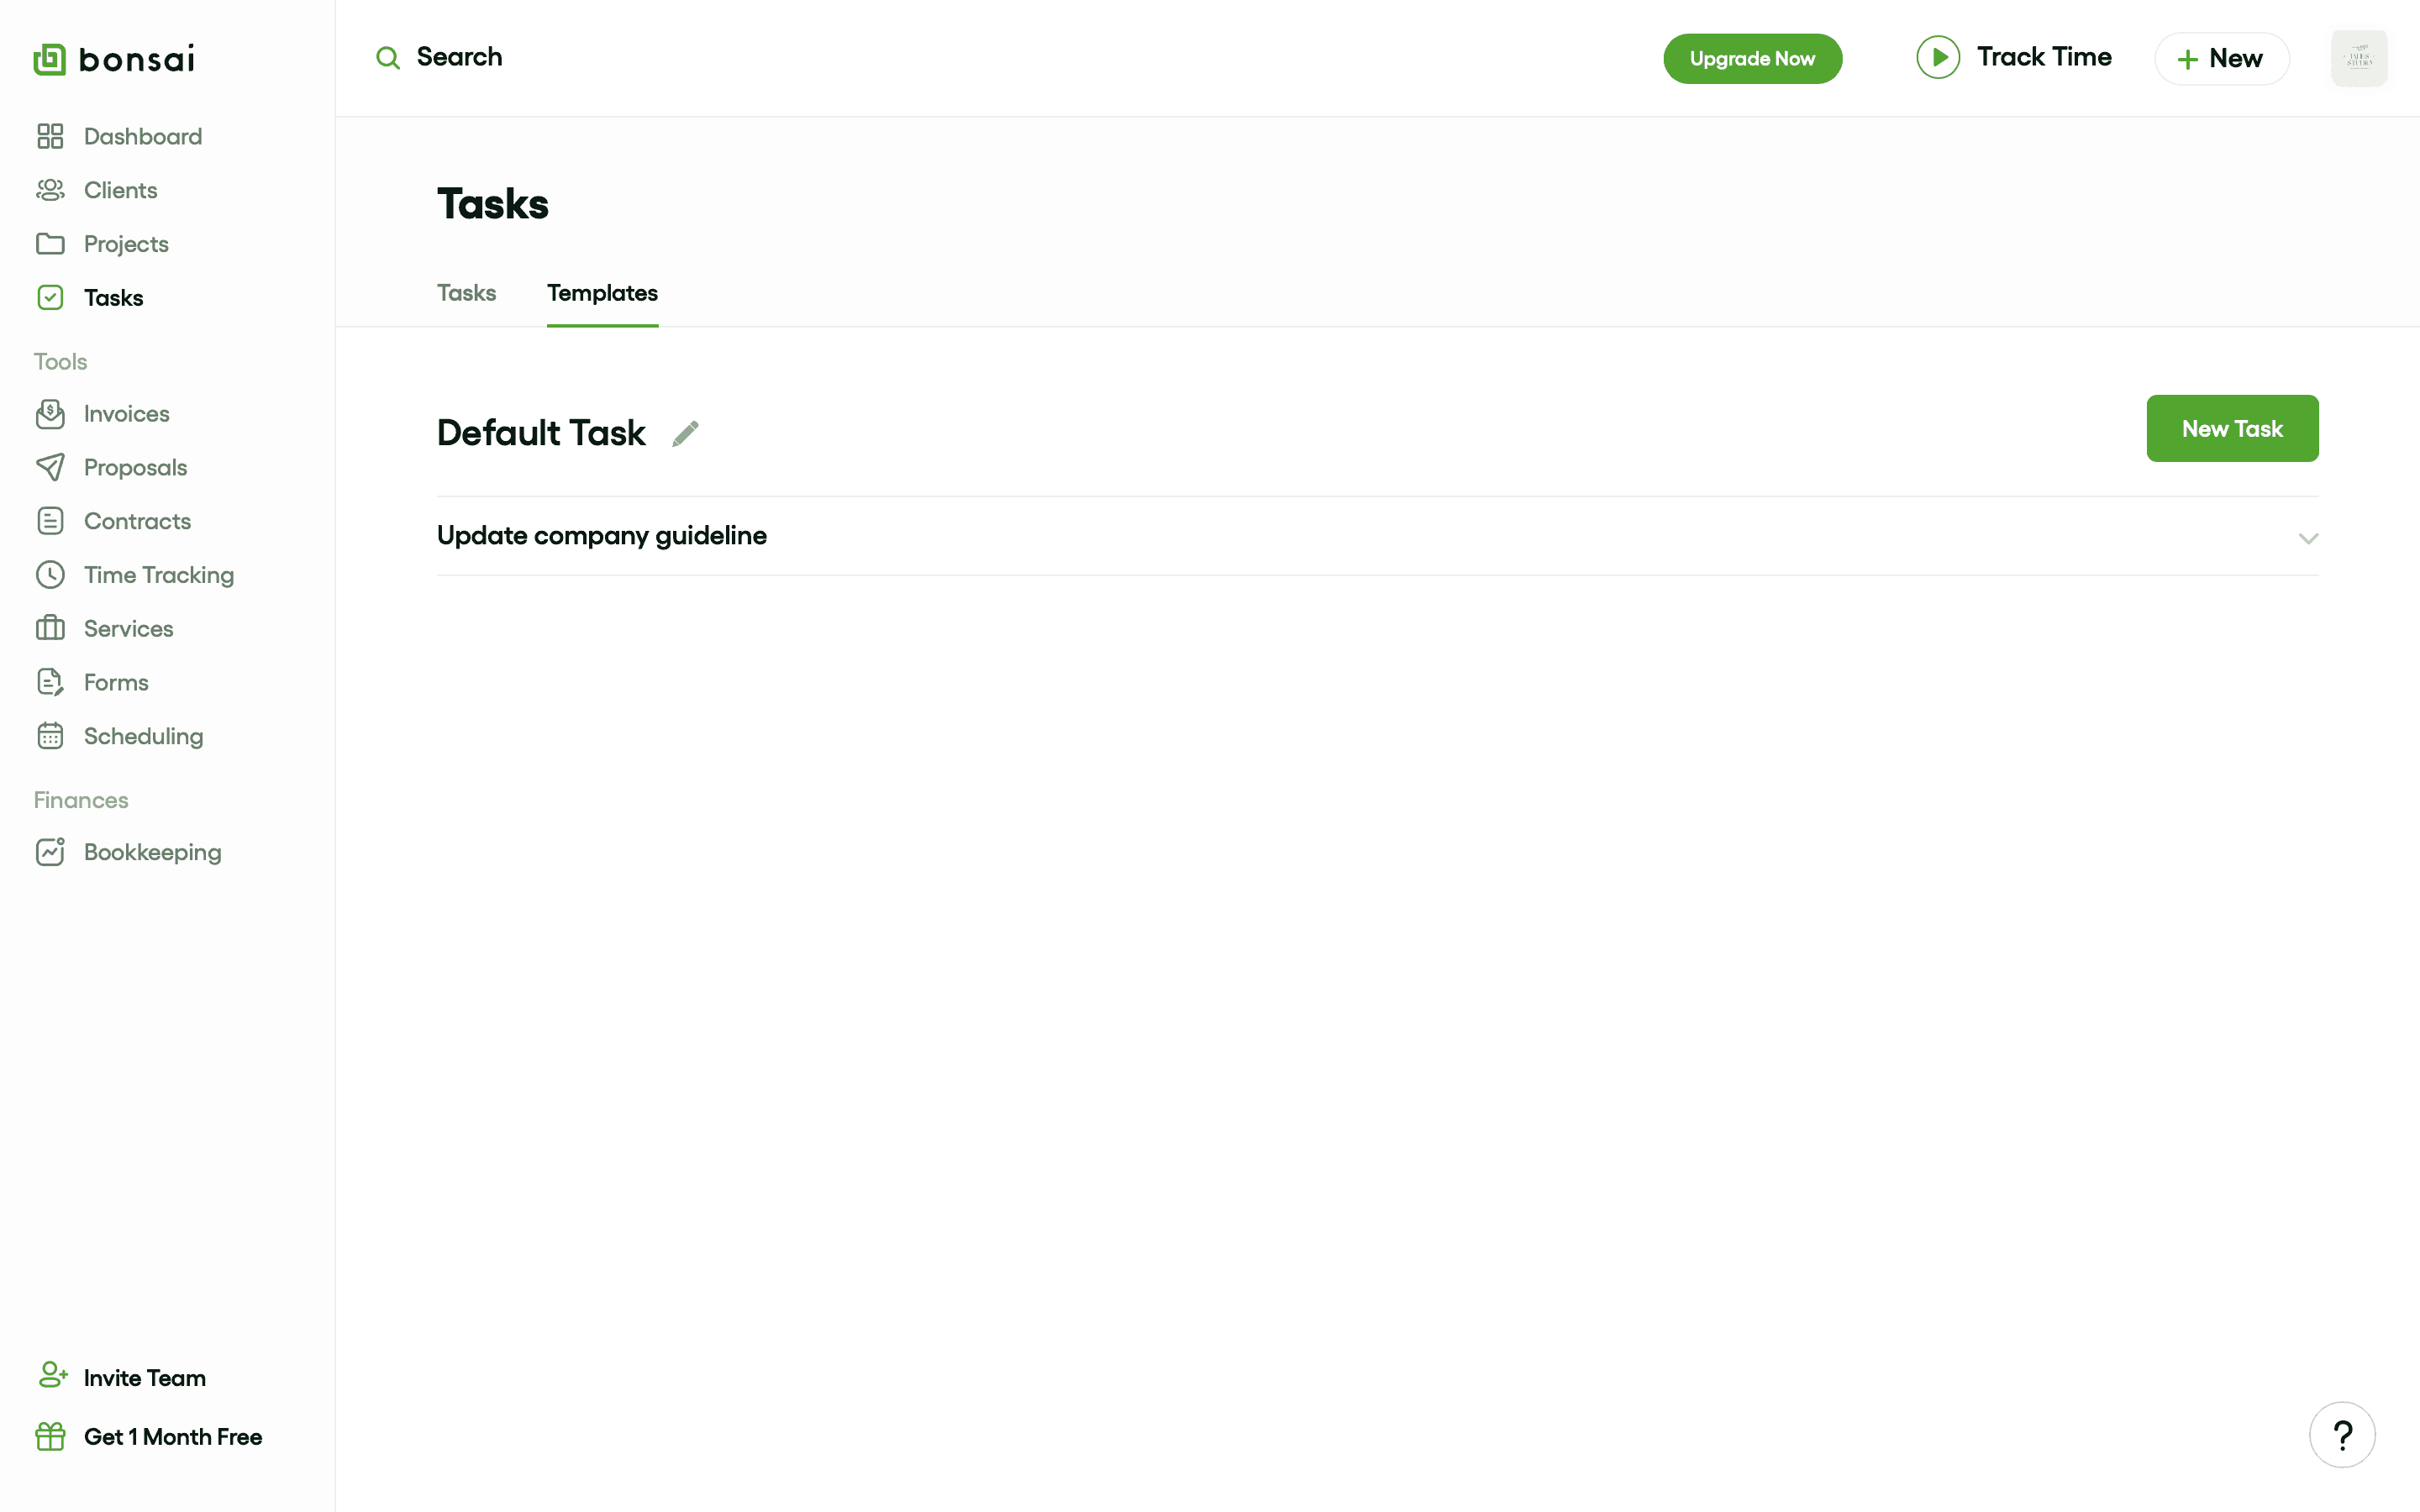 bonsai
Search
Upgrade Now
Track Time
New
Dashboard
Clients
Projects
Tasks
Tools
Invoices
Proposals
Contracts
Time Tracking
Services
Forms
Scheduling
Finances
Bookkeeping
Invite Team
Get 1 Month Free
Tasks
Tasks
Templates
Default Task
New Task
Update company guideline
?